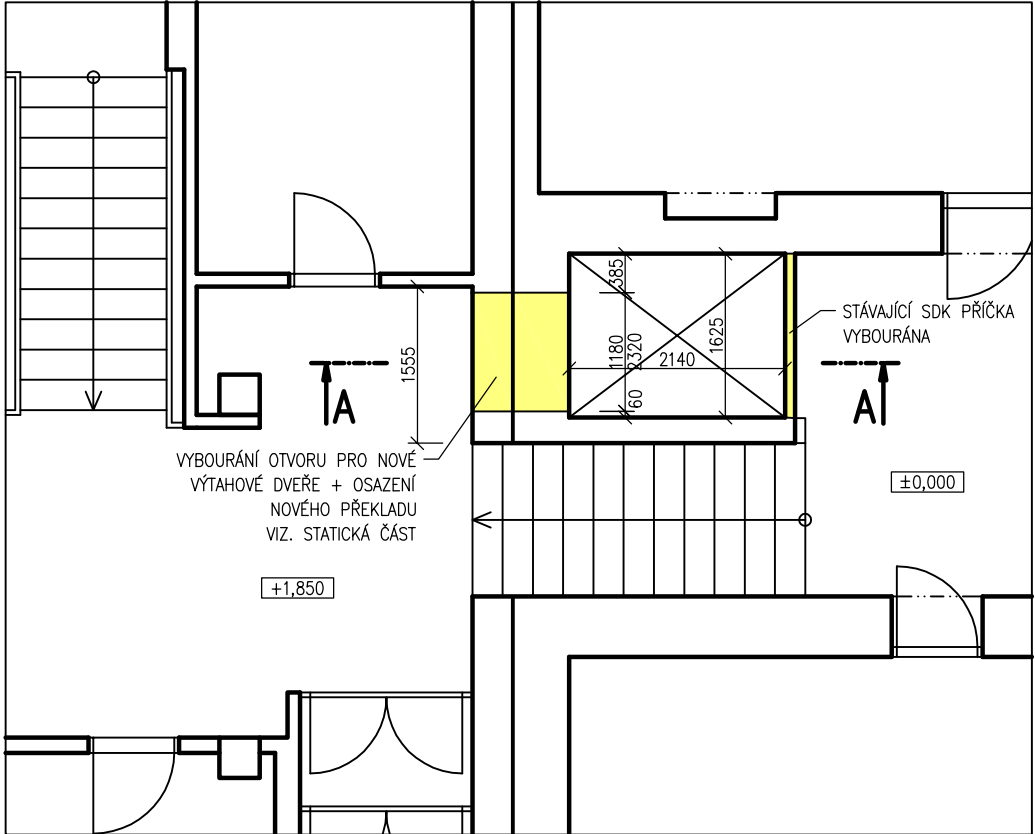 385
1180
2320
60
1625
2140
1555
STÁVAJÍCÍ SDK PŘÍČKA
VYBOURÁNA
A
A
VYBOURÁNÍ OTVORU PRO NOVÉ
VÝTAHOVÉ DVEŘE + OSAZENÍ
NOVÉHO PŘEKLADU
VIZ. STATICKÁ ČÁST
±0,000
+1,850